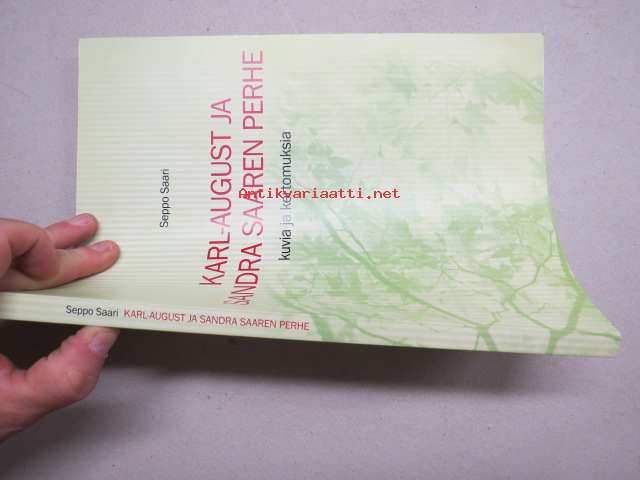 Seppo Saari
KARL-AUGUST JA
SANDRA SAAREN PERHE
kuvia ja kertomuksia
Antikvariaatti.net
Seppo Saari KARL-AUGUST JA SANDRA SAAREN PERHE